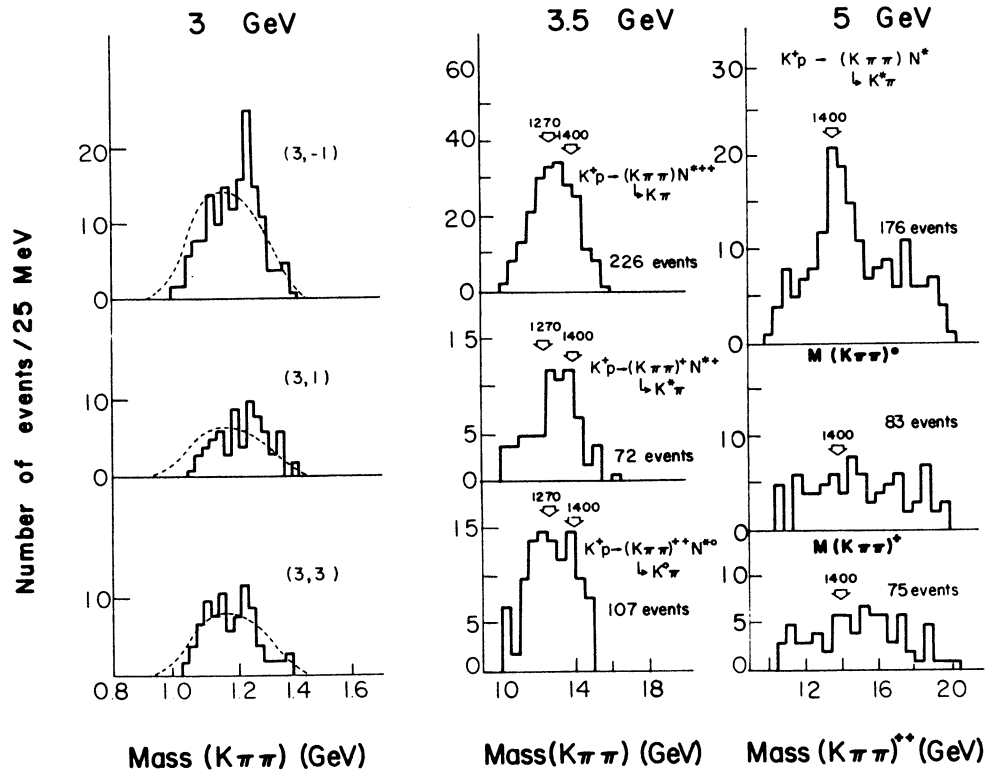 3 GeV
3.5 GeV
5 GeV
Number of events/25 MeV
20
10
0
(3,-1)
10
0
(3,1)
10
(3,3)
0.8
1.0
1.2
1.4
1.6
Mass (Kππ) (GeV)
60
40
20
0
1270
1400
K⁺p → (Kππ)N*⁺⁺
↳ Kπ
226 events
15
5
0
1270
1400
K⁺p→(Kππ)⁺N*⁺
↳ K*π
72 events
15
5
0
1270
1400
K⁺p→(Kππ)⁺⁺N*⁰
↳ K⁰π
107 events
10
14
18
Mass(Kππ) (GeV)
30
20
10
0
K⁺p → (Kππ) N*
↳ K*π
1400
176 events
M (Kππ)⁰
10
0
1400
83 events
M(Kππ)⁺
10
5
0
1400
75 events
12
16
20
Mass (Kππ)⁺⁺ (GeV)